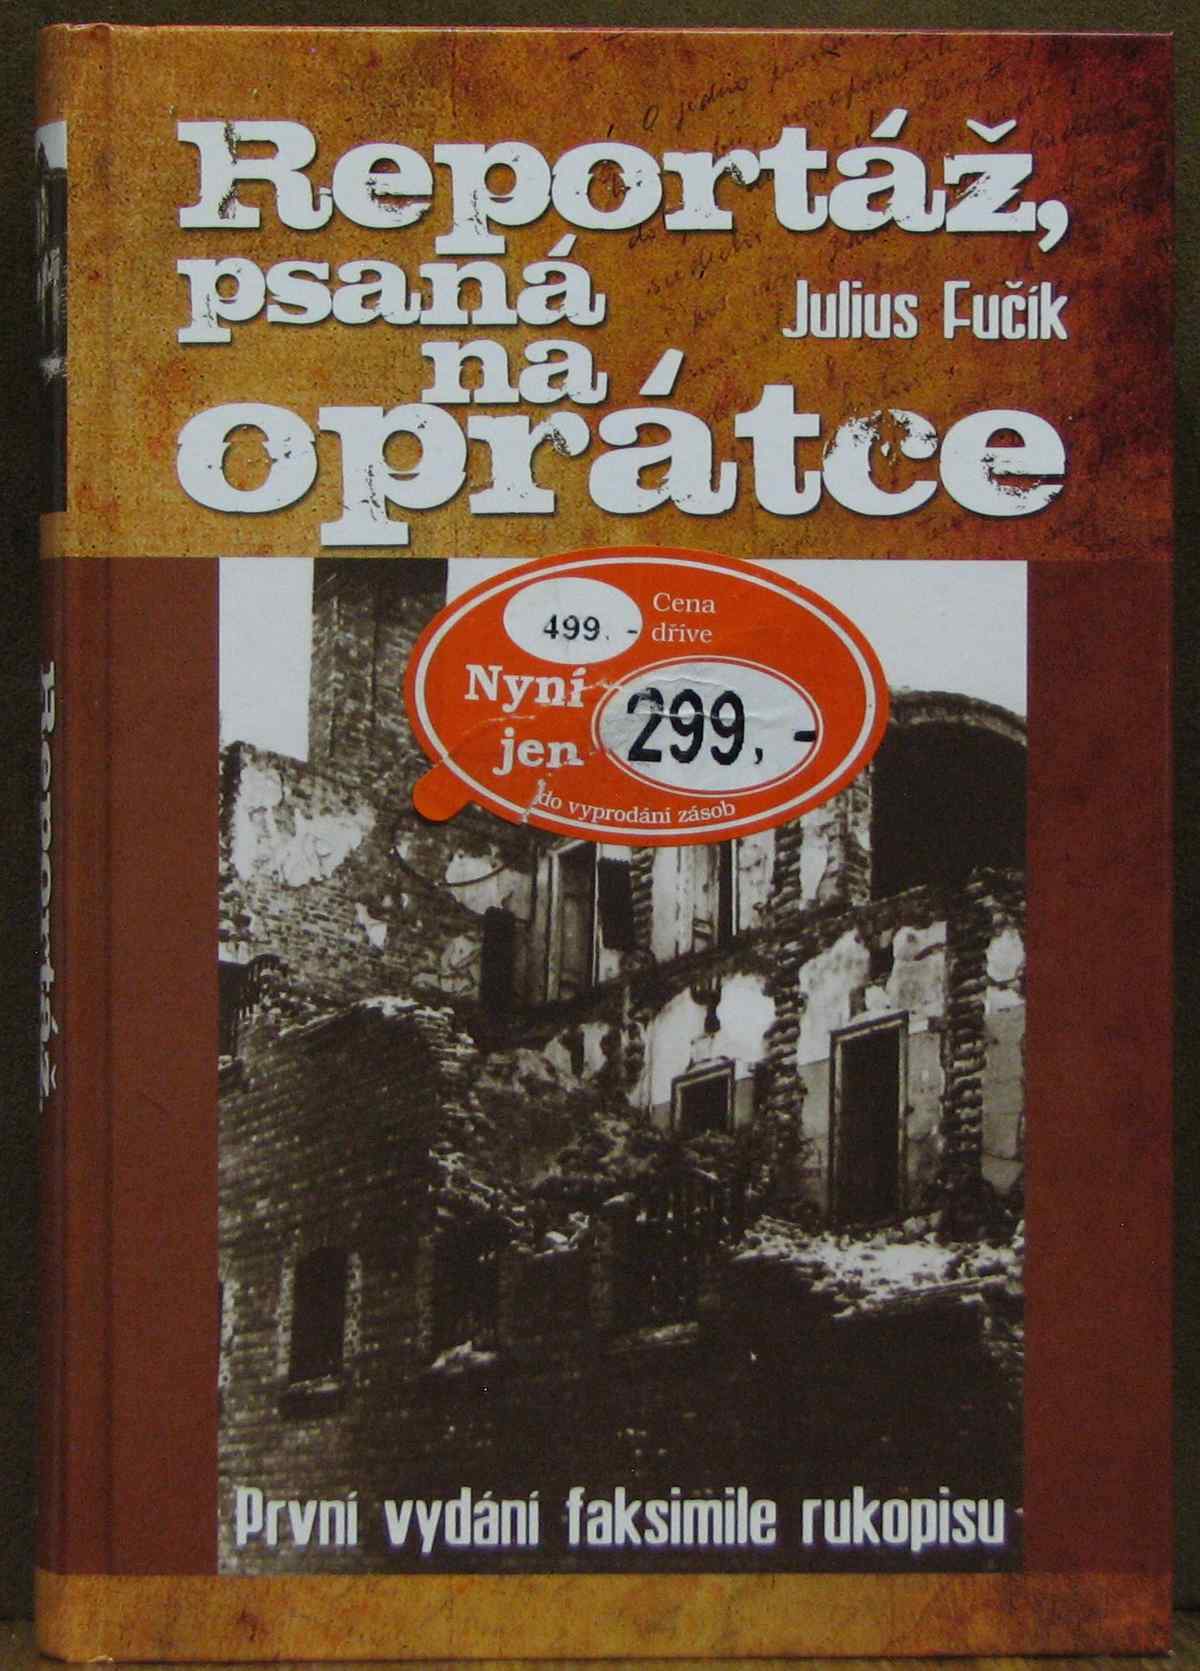 Reportáž,
psaná
Julius Fučík
na
oprátce
499.-
Cena
dříve
Nyní
jen
299,-
do vyprodání zásob
První vydání faksimile rukopisu
Reportáž